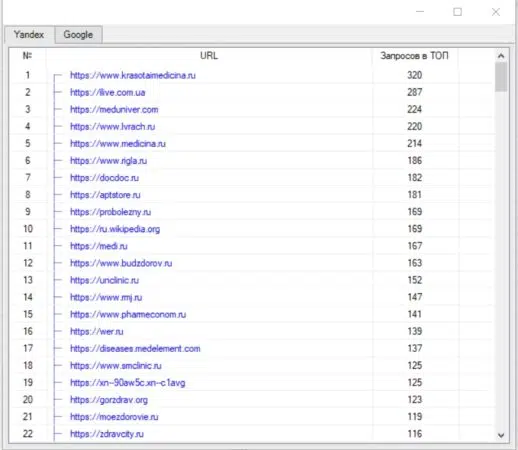 Yandex Google
№ URL Запросов в ТОП
1 https://www.krasotaimedicina.ru 320
2 https://ilive.com.ua 287
3 https://meduniver.com 224
4 https://www.lvrach.ru 220
5 https://www.medicina.ru 214
6 https://www.rigla.ru 186
7 https://docdoc.ru 182
8 https://aptstore.ru 181
9 https://probolezny.ru 169
10 https://ru.wikipedia.org 169
11 https://medi.ru 167
12 https://www.budzdorov.ru 163
13 https://unclinic.ru 152
14 https://www.rmj.ru 147
15 https://www.pharmeconom.ru 141
16 https://wer.ru 139
17 https://diseases.medelement.com 137
18 https://www.smclinic.ru 125
19 https://xn--90aw5c.xn--c1avg 125
20 https://gorzdrav.org 123
21 https://moezdorovie.ru 119
22 https://zdravcity.ru 116